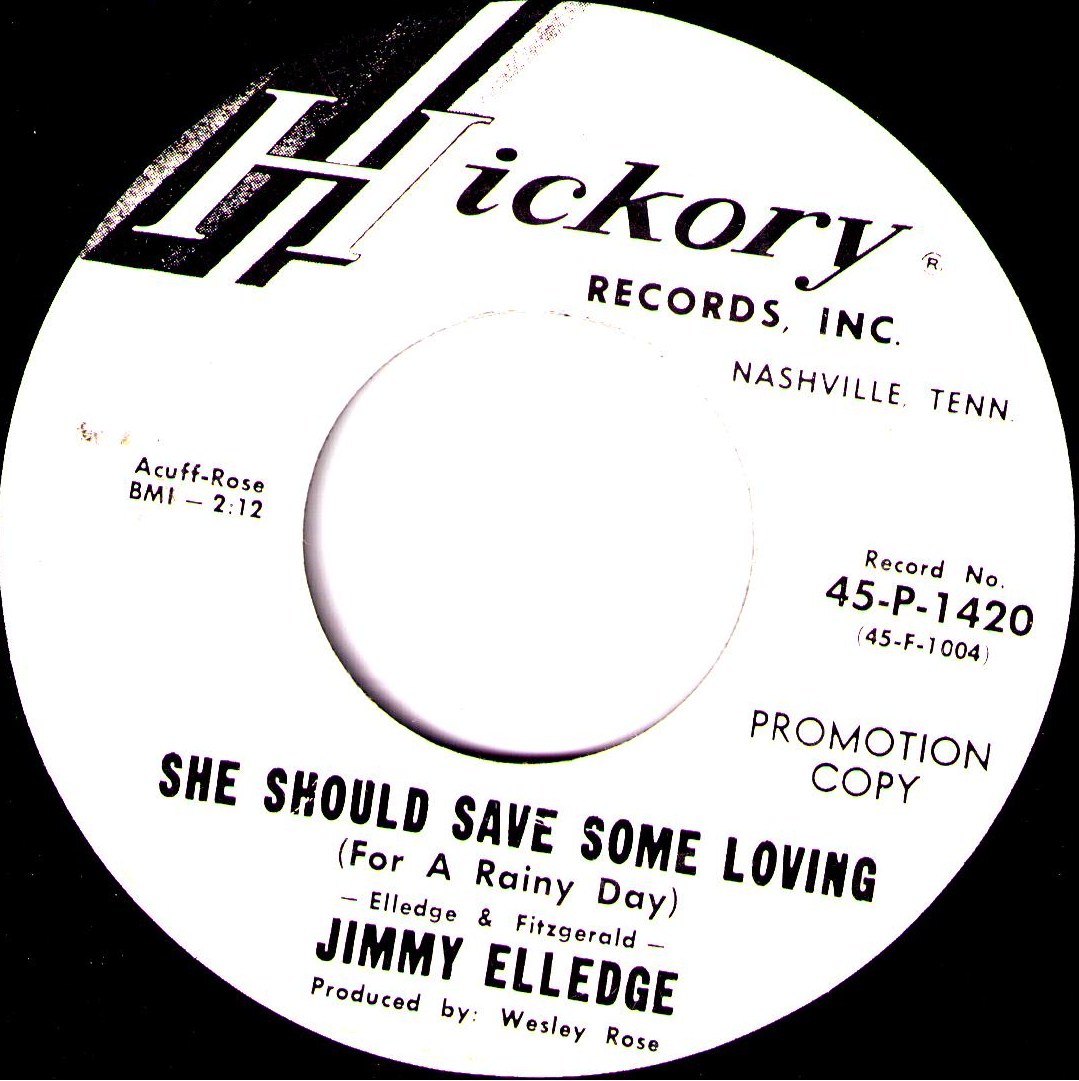 Hickory ®
RECORDS, INC.
NASHVILLE, TENN.
Acuff-Rose
BMI — 2:12
Record No.
45-P-1420
(45-F-1004)
PROMOTION
COPY
SHE SHOULD SAVE SOME LOVING
(For A Rainy Day)
— Elledge & Fitzgerald —
JIMMY ELLEDGE
Produced by: Wesley Rose